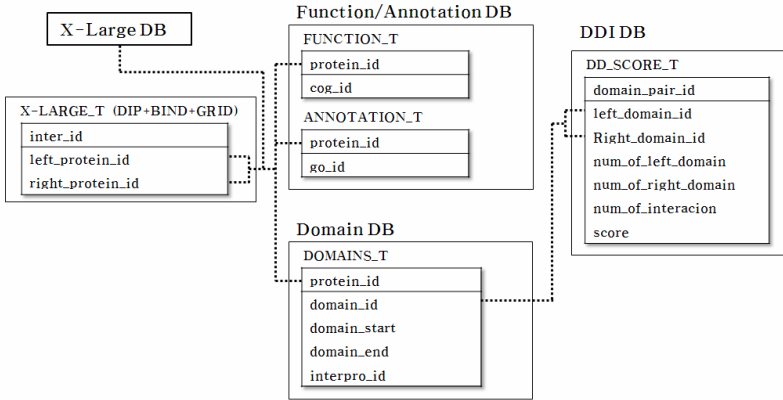 X-Large DB
X-LARGE_T (DIP+BIND+GRID)
inter_id
left_protein_id
right_protein_id
Function/Annotation DB
FUNCTION_T
protein_id
cog_id
ANNOTATION_T
protein_id
go_id
Domain DB
DOMAINS_T
protein_id
domain_id
domain_start
domain_end
interpro_id
DDI DB
DD_SCORE_T
domain_pair_id
left_domain_id
Right_domain_id
num_of_left_domain
num_of_right_domain
num_of_interacion
score